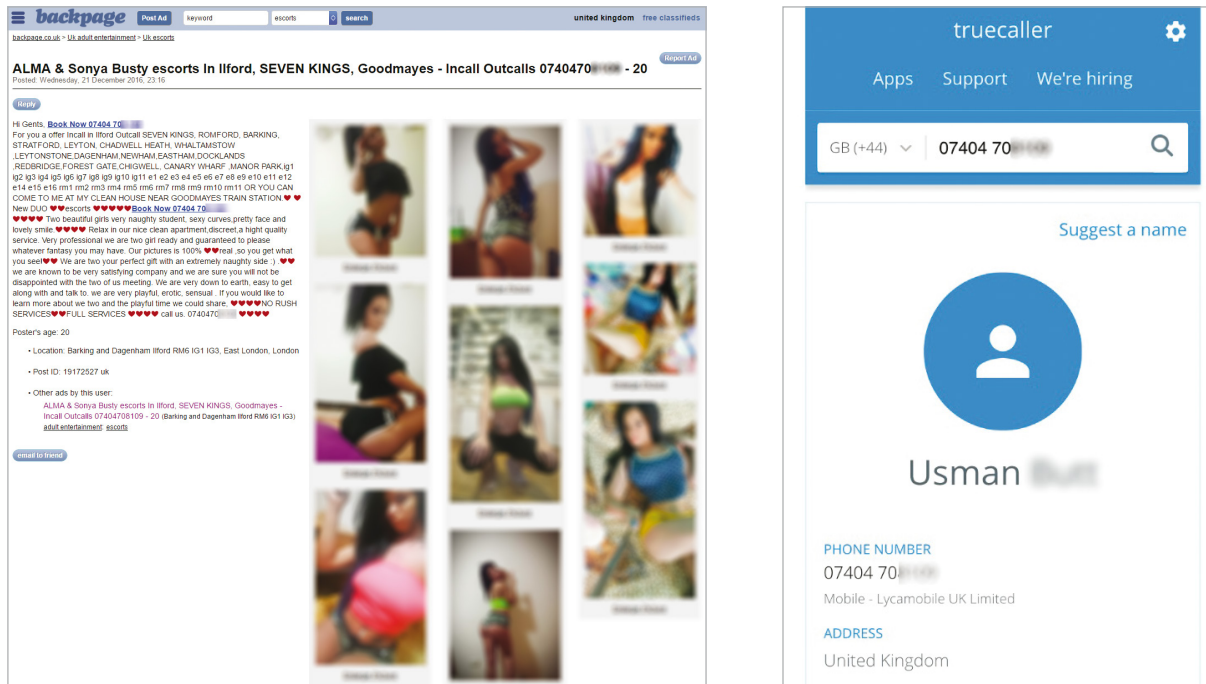 backpage Post Ad keyword escorts search united kingdom free classifieds
backpage.co.uk > Uk adult entertainment > Uk escorts
Report Ad
ALMA & Sonya Busty escorts In Ilford, SEVEN KINGS, Goodmayes - Incall Outcalls 0740470 - 20
Posted: Wednesday, 21 December 2016, 23:16
Reply
Hi Gents, Book Now 07404 70
For you a offer Incall in Ilford Outcall SEVEN KINGS, ROMFORD, BARKING,
STRATFORD, LEYTON, CHADWELL HEATH, WHALTAMSTOW
,LEYTONSTONE,DAGENHAM,NEWHAM,EASTHAM,DOCKLANDS
,REDBRIDGE,FOREST GATE,CHIGWELL, CANARY WHARF ,MANOR PARK,ig1
ig2 ig3 ig4 ig5 ig6 ig7 ig8 ig9 ig10 ig11 e1 e2 e3 e4 e5 e6 e7 e8 e9 e10 e11 e12
e14 e15 e16 rm1 rm2 rm3 rm4 rm5 rm6 rm7 rm8 rm9 rm10 rm11 OR YOU CAN
COME TO ME AT MY CLEAN HOUSE NEAR GOODMAYES TRAIN STATION.♥ ♥
New DUO ♥♥escorts ♥♥♥♥♥Book Now 07404 70
♥♥♥♥ Two beautiful girls very naughty student, sexy curves,pretty face and
lovely smile.♥♥♥♥ Relax in our nice clean apartment,discreet,a hight quality
service. Very professional we are two girl ready and guaranteed to please
whatever fantasy you may have. Our pictures is 100% ♥♥real ,so you get what
you see!♥♥ We are two your perfect gift with an extremely naughty side :) .♥♥
we are known to be very satisfying company and we are sure you will not be
disappointed with the two of us meeting. We are very down to earth, easy to get
along with and talk to. we are very playful, erotic, sensual . If you would like to
learn more about we two and the playful time we could share, ♥♥♥♥NO RUSH
SERVICES♥♥FULL SERVICES ♥♥♥♥ call us. 0740470 ♥♥♥♥
Poster's age: 20
• Location: Barking and Dagenham Ilford RM6 IG1 IG3, East London, London
• Post ID: 19172527 uk
• Other ads by this user:
ALMA & Sonya Busty escorts In Ilford, SEVEN KINGS, Goodmayes -
Incall Outcalls 07404708109 - 20 (Barking and Dagenham Ilford RM6 IG1 IG3)
adult entertainment: escorts
email to friend
truecaller
Apps Support We're hiring
GB (+44) 07404 70
Suggest a name
Usman
PHONE NUMBER
07404 70
Mobile - Lycamobile UK Limited
ADDRESS
United Kingdom